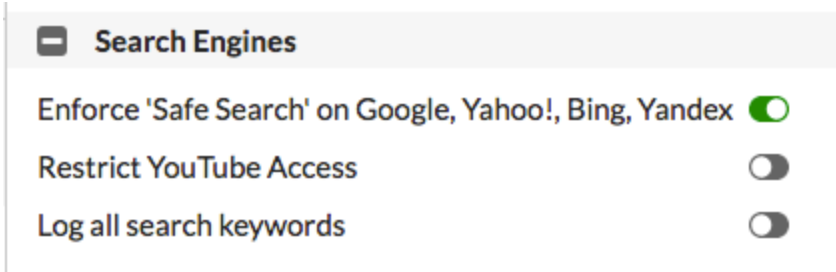 Search Engines
Enforce 'Safe Search' on Google, Yahoo!, Bing, Yandex
Restrict YouTube Access
Log all search keywords